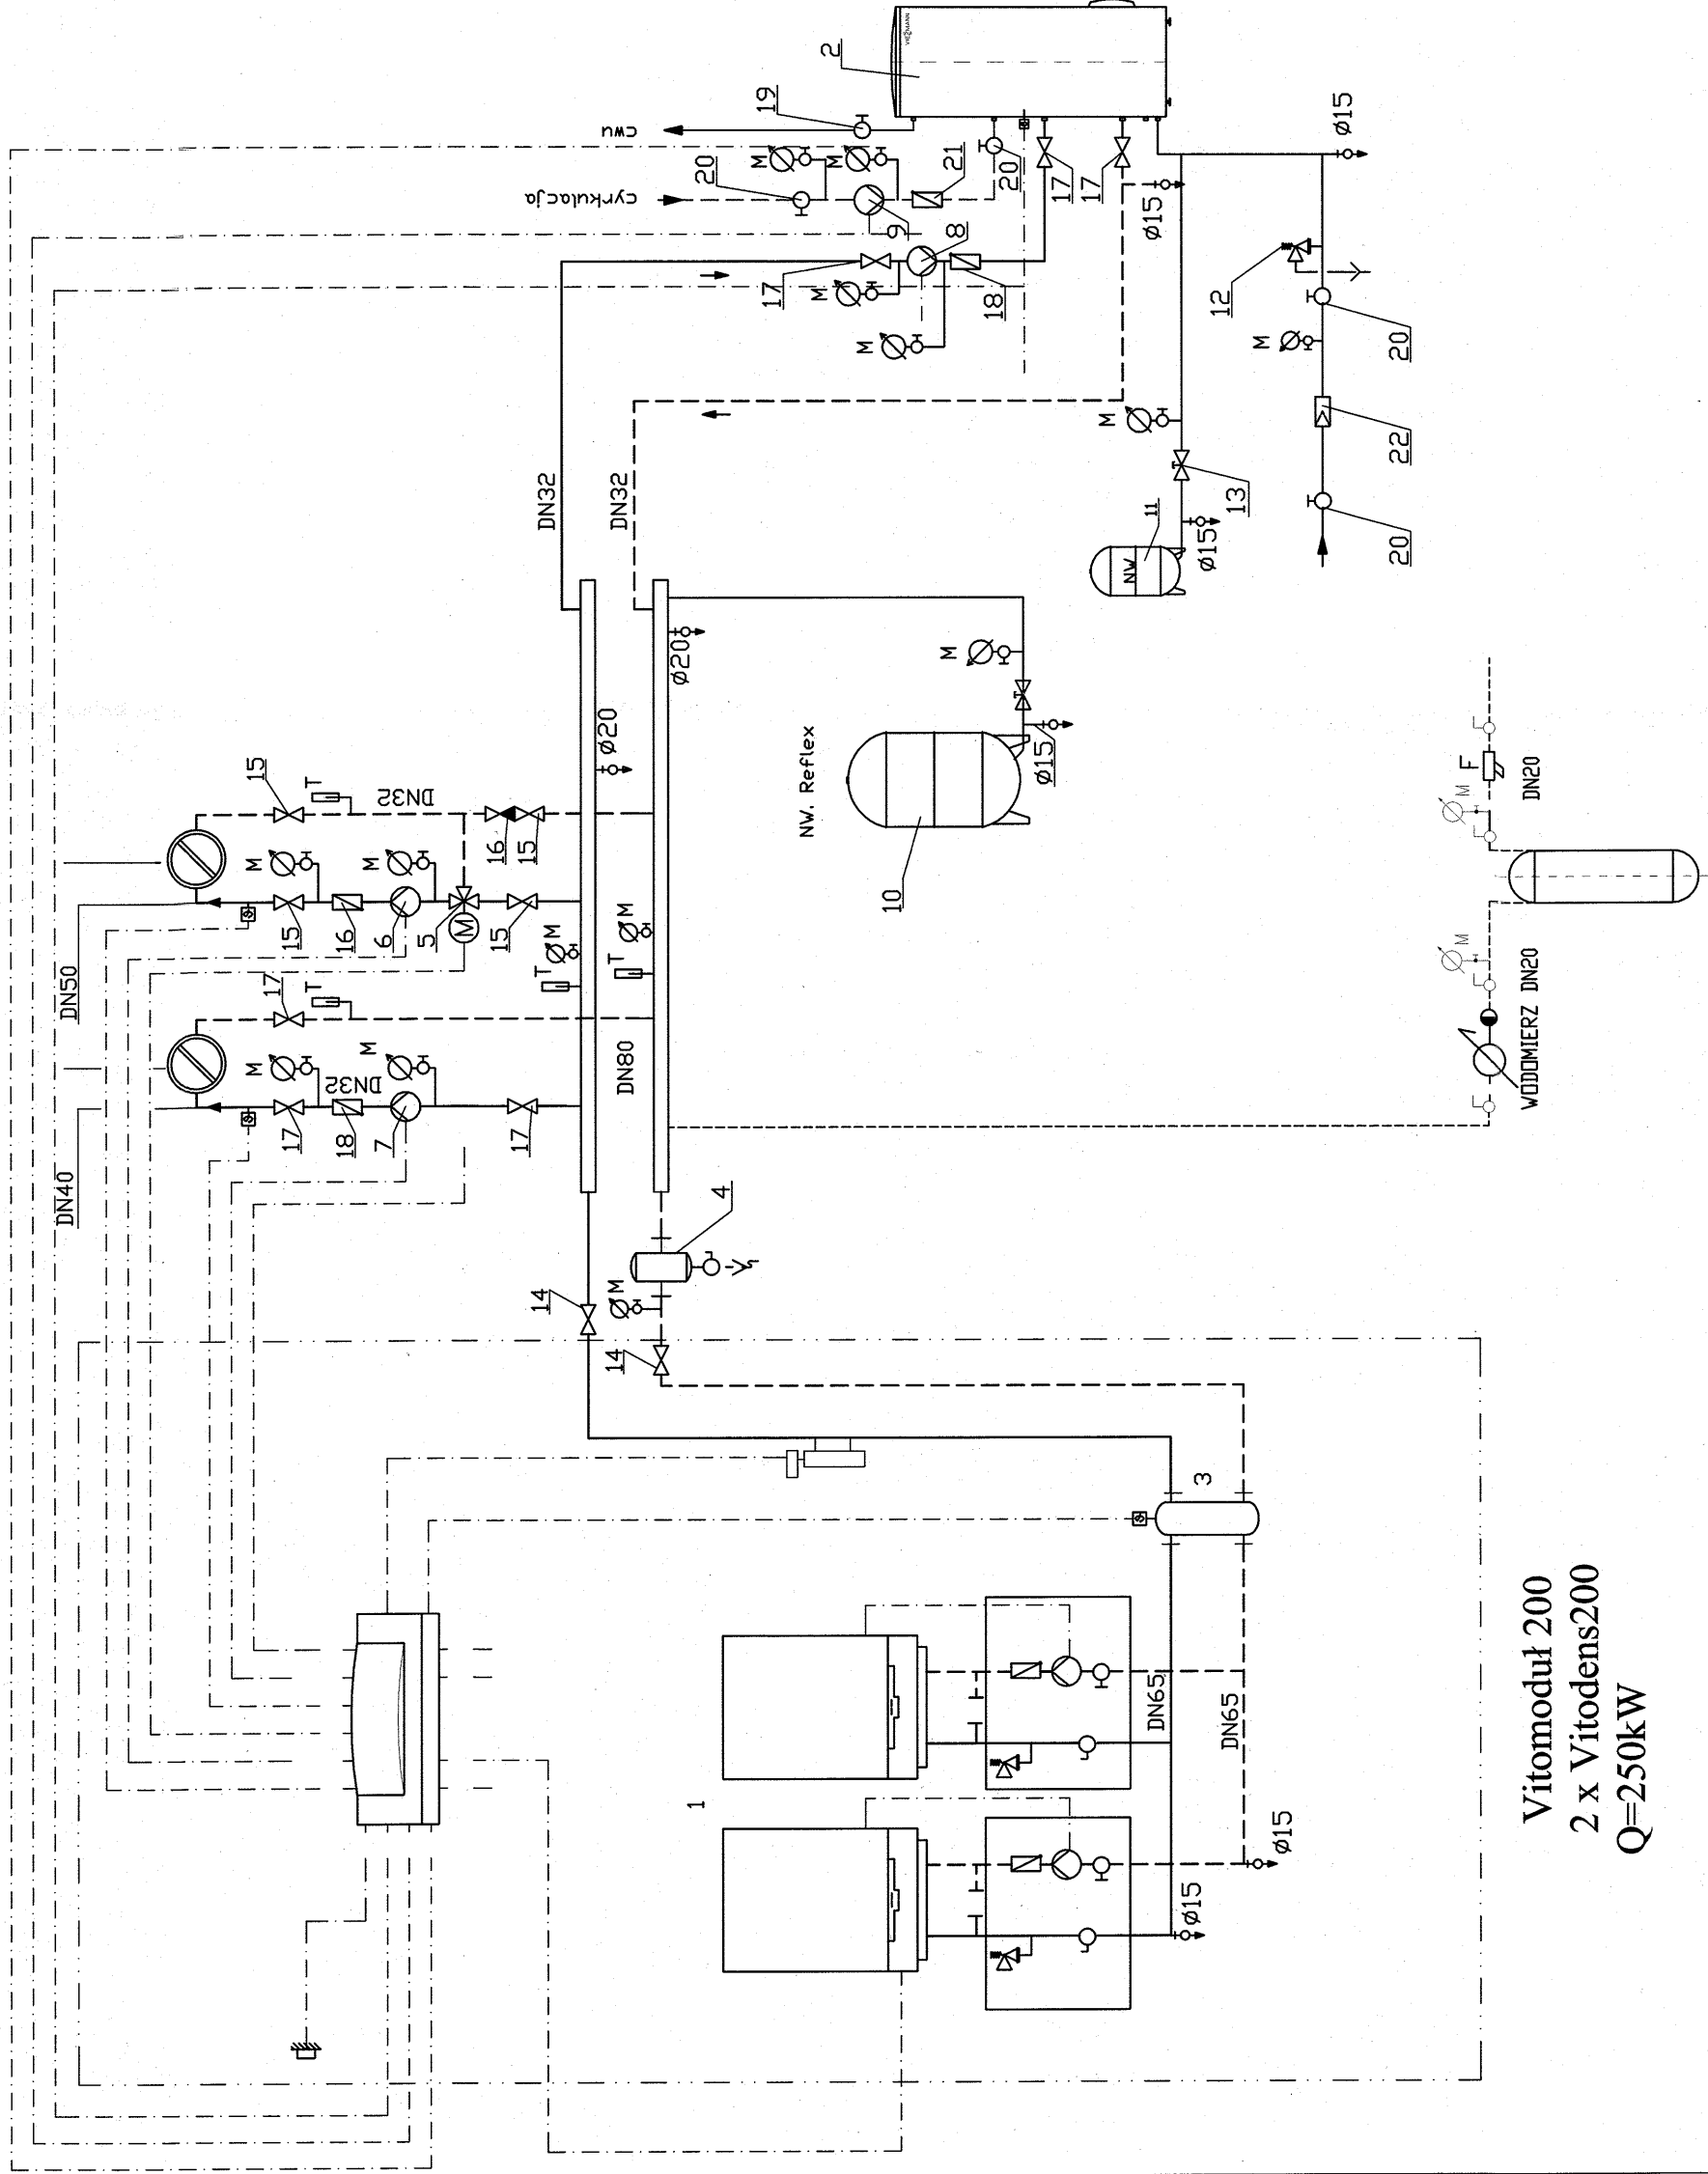 DN40
DN50
17
15
M
M
17
15
T
T
18
DN32
16
M
M
7
6
DN32
5
M
16
17
15
15
14
T
M
DN32
cyrkulacja
ø20
14
M
DN80
T
M
DN32
cwu
ø20
1
4
20
M
19
NW. Reflex
17
M
M
2
VIESSMANN
10
M
9
M
8
21
18
20
ø15
17
17
DN65
M
NW
11
ø15
3
ø15
ø15
DN65
13
12
M
ø15
ø15
20
22
20
M
M
F
WODOMIERZ DN20
DN20
Vitomoduł 200
2 x Vitodens200
Q=250kW